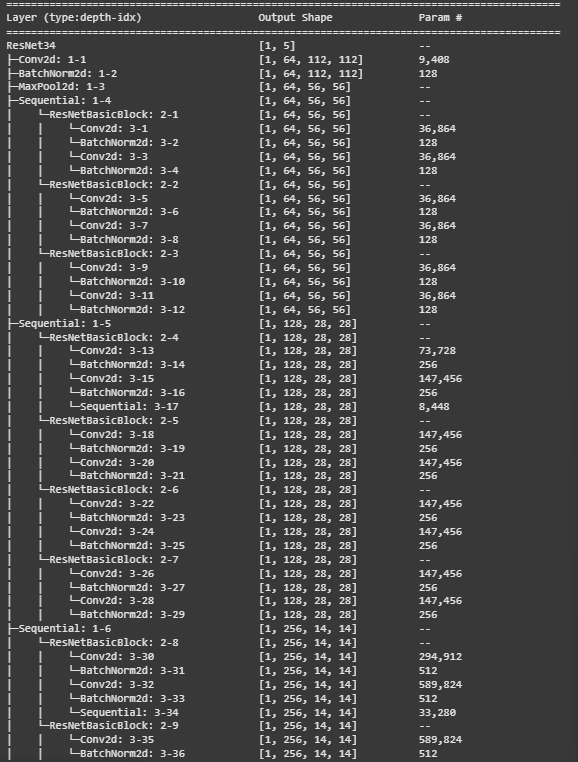 ==========================================================================================
Layer (type:depth-idx)                   Output Shape              Param #
==========================================================================================
ResNet34                                 [1, 5]                    --
├─Conv2d: 1-1                            [1, 64, 112, 112]         9,408
├─BatchNorm2d: 1-2                       [1, 64, 112, 112]         128
├─MaxPool2d: 1-3                         [1, 64, 56, 56]           --
├─Sequential: 1-4                        [1, 64, 56, 56]           --
│    └─ResNetBasicBlock: 2-1             [1, 64, 56, 56]           --
│    │    └─Conv2d: 3-1                  [1, 64, 56, 56]           36,864
│    │    └─BatchNorm2d: 3-2             [1, 64, 56, 56]           128
│    │    └─Conv2d: 3-3                  [1, 64, 56, 56]           36,864
│    │    └─BatchNorm2d: 3-4             [1, 64, 56, 56]           128
│    └─ResNetBasicBlock: 2-2             [1, 64, 56, 56]           --
│    │    └─Conv2d: 3-5                  [1, 64, 56, 56]           36,864
│    │    └─BatchNorm2d: 3-6             [1, 64, 56, 56]           128
│    │    └─Conv2d: 3-7                  [1, 64, 56, 56]           36,864
│    │    └─BatchNorm2d: 3-8             [1, 64, 56, 56]           128
│    └─ResNetBasicBlock: 2-3             [1, 64, 56, 56]           --
│    │    └─Conv2d: 3-9                  [1, 64, 56, 56]           36,864
│    │    └─BatchNorm2d: 3-10            [1, 64, 56, 56]           128
│    │    └─Conv2d: 3-11                 [1, 64, 56, 56]           36,864
│    │    └─BatchNorm2d: 3-12            [1, 64, 56, 56]           128
├─Sequential: 1-5                        [1, 128, 28, 28]          --
│    └─ResNetBasicBlock: 2-4             [1, 128, 28, 28]          --
│    │    └─Conv2d: 3-13                 [1, 128, 28, 28]          73,728
│    │    └─BatchNorm2d: 3-14            [1, 128, 28, 28]          256
│    │    └─Conv2d: 3-15                 [1, 128, 28, 28]          147,456
│    │    └─BatchNorm2d: 3-16            [1, 128, 28, 28]          256
│    │    └─Sequential: 3-17             [1, 128, 28, 28]          8,448
│    └─ResNetBasicBlock: 2-5             [1, 128, 28, 28]          --
│    │    └─Conv2d: 3-18                 [1, 128, 28, 28]          147,456
│    │    └─BatchNorm2d: 3-19            [1, 128, 28, 28]          256
│    │    └─Conv2d: 3-20                 [1, 128, 28, 28]          147,456
│    │    └─BatchNorm2d: 3-21            [1, 128, 28, 28]          256
│    └─ResNetBasicBlock: 2-6             [1, 128, 28, 28]          --
│    │    └─Conv2d: 3-22                 [1, 128, 28, 28]          147,456
│    │    └─BatchNorm2d: 3-23            [1, 128, 28, 28]          256
│    │    └─Conv2d: 3-24                 [1, 128, 28, 28]          147,456
│    │    └─BatchNorm2d: 3-25            [1, 128, 28, 28]          256
│    └─ResNetBasicBlock: 2-7             [1, 128, 28, 28]          --
│    │    └─Conv2d: 3-26                 [1, 128, 28, 28]          147,456
│    │    └─BatchNorm2d: 3-27            [1, 128, 28, 28]          256
│    │    └─Conv2d: 3-28                 [1, 128, 28, 28]          147,456
│    │    └─BatchNorm2d: 3-29            [1, 128, 28, 28]          256
├─Sequential: 1-6                        [1, 256, 14, 14]          --
│    └─ResNetBasicBlock: 2-8             [1, 256, 14, 14]          --
│    │    └─Conv2d: 3-30                 [1, 256, 14, 14]          294,912
│    │    └─BatchNorm2d: 3-31            [1, 256, 14, 14]          512
│    │    └─Conv2d: 3-32                 [1, 256, 14, 14]          589,824
│    │    └─BatchNorm2d: 3-33            [1, 256, 14, 14]          512
│    │    └─Sequential: 3-34             [1, 256, 14, 14]          33,280
│    └─ResNetBasicBlock: 2-9             [1, 256, 14, 14]          --
│    │    └─Conv2d: 3-35                 [1, 256, 14, 14]          589,824
│    │    └─BatchNorm2d: 3-36            [1, 256, 14, 14]          512